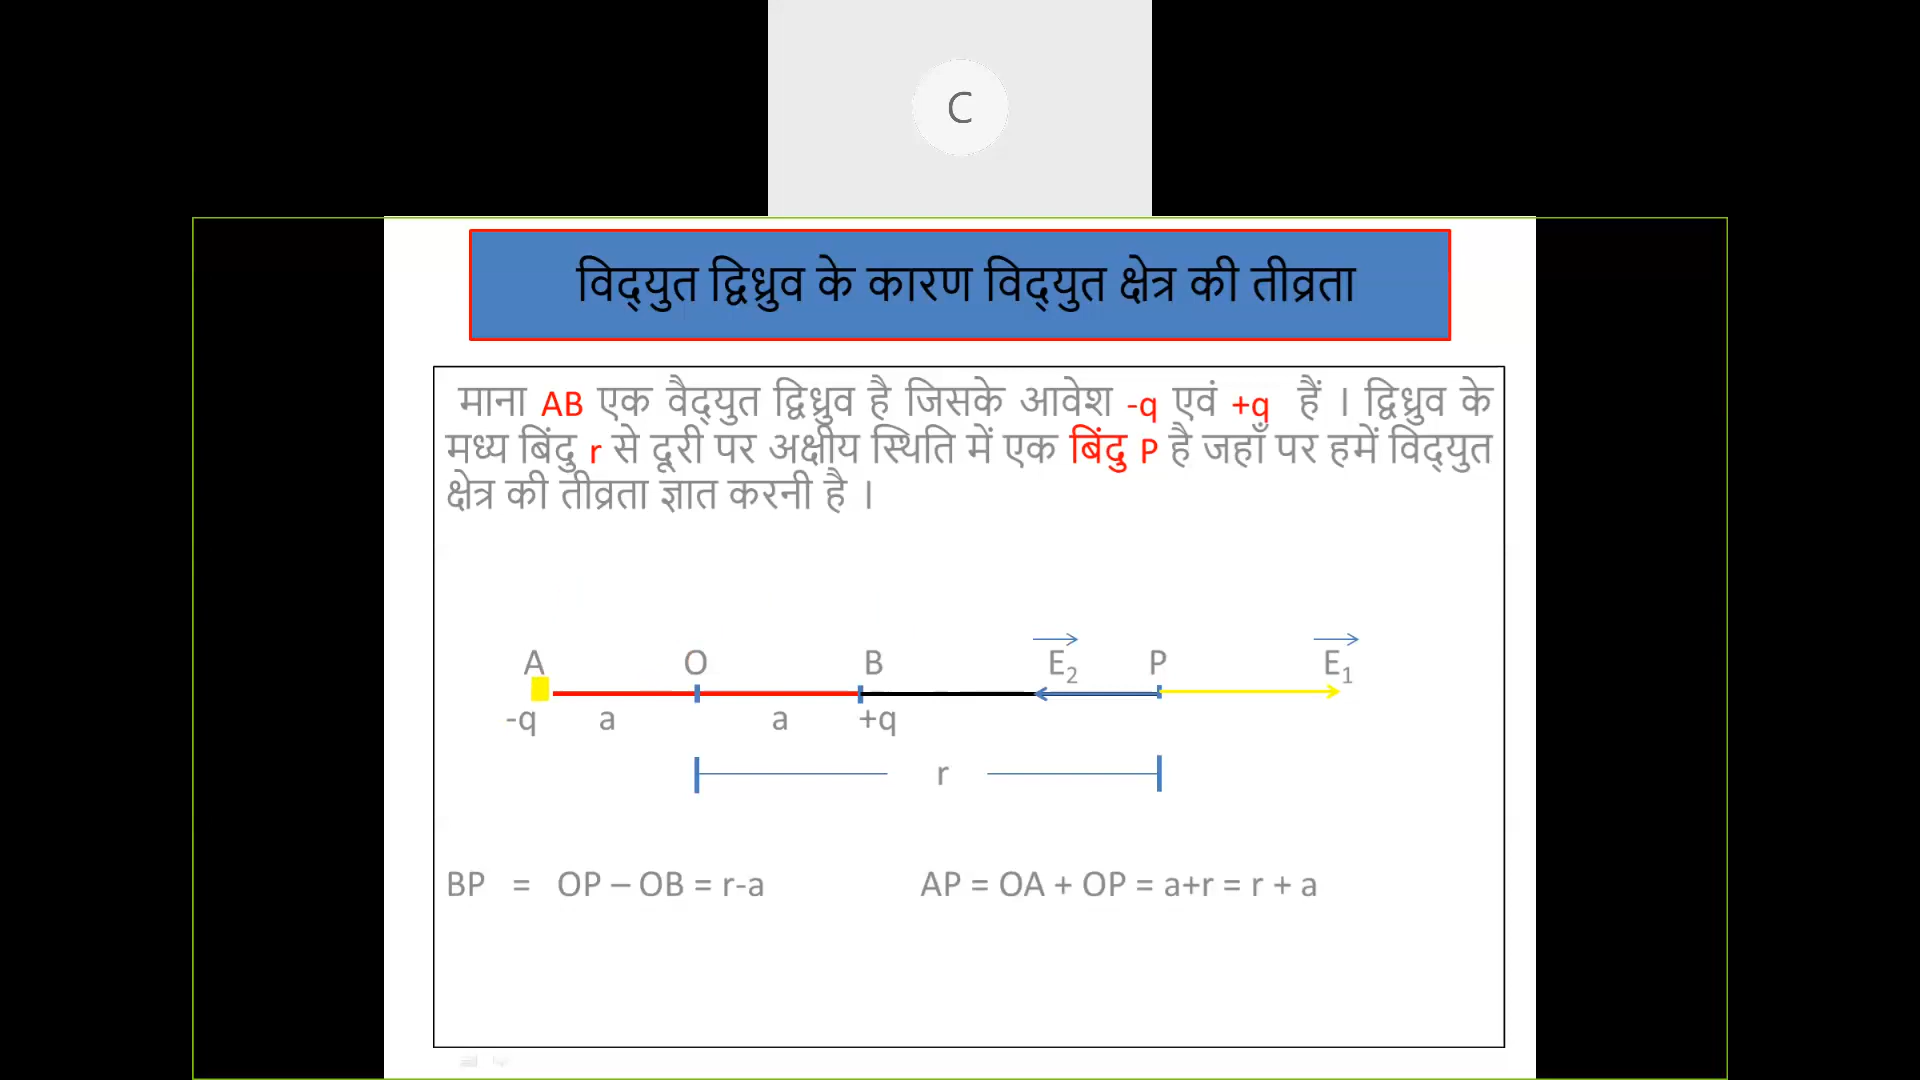 C
विद्युत द्विध्रुव के कारण विद्युत क्षेत्र की तीव्रता
माना AB एक वैद्युत द्विध्रुव है जिसके आवेश -q एवं +q हैं । द्विध्रुव के
मध्य बिंदु r से दूरी पर अक्षीय स्थिति में एक बिंदु P है जहाँ पर हमें विद्युत
क्षेत्र की तीव्रता ज्ञात करनी है ।
A O B E₂ P E₁
-q a a +q
r
BP = OP – OB = r-a AP = OA + OP = a+r = r + a